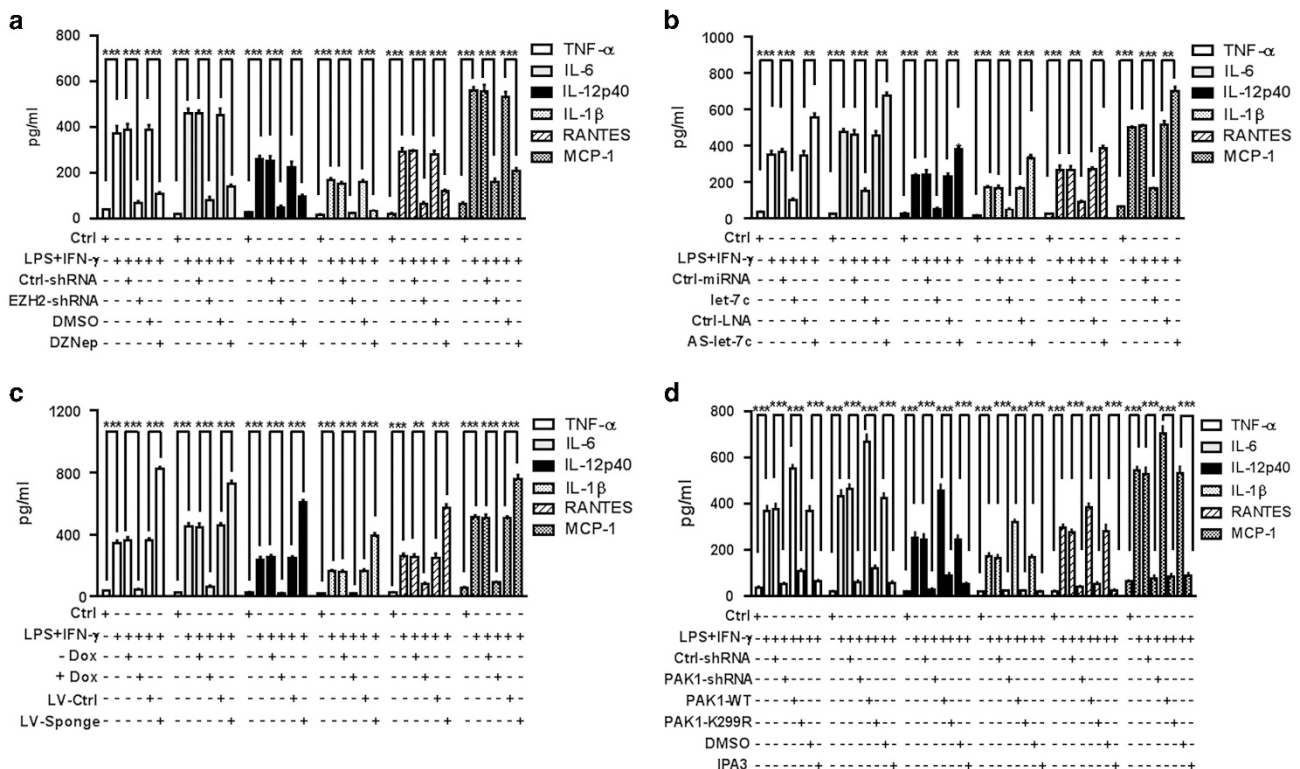 a
*** *** *** *** *** *** *** *** ** *** *** ** *** *** ** *** *** ***
800
600
400
200
0
pg/ml
TNF-α
IL-6
IL-12p40
IL-1β
RANTES
MCP-1
Ctrl
LPS+IFN-γ
Ctrl-shRNA
EZH2-shRNA
DMSO
DZNep
b
1000
800
600
400
200
0
pg/ml
TNF-α
IL-6
IL-12p40
IL-1β
RANTES
MCP-1
Ctrl
LPS+IFN-γ
Ctrl-miRNA
let-7c
Ctrl-LNA
AS-let-7c
c
1200
800
400
0
pg/ml
TNF-α
IL-6
IL-12p40
IL-1β
RANTES
MCP-1
Ctrl
LPS+IFN-γ
- Dox
+ Dox
LV-Ctrl
LV-Sponge
d
800
600
400
200
0
pg/ml
TNF-α
IL-6
IL-12p40
IL-1β
RANTES
MCP-1
Ctrl
LPS+IFN-γ
Ctrl-shRNA
PAK1-shRNA
PAK1-WT
PAK1-K299R
DMSO
IPA3